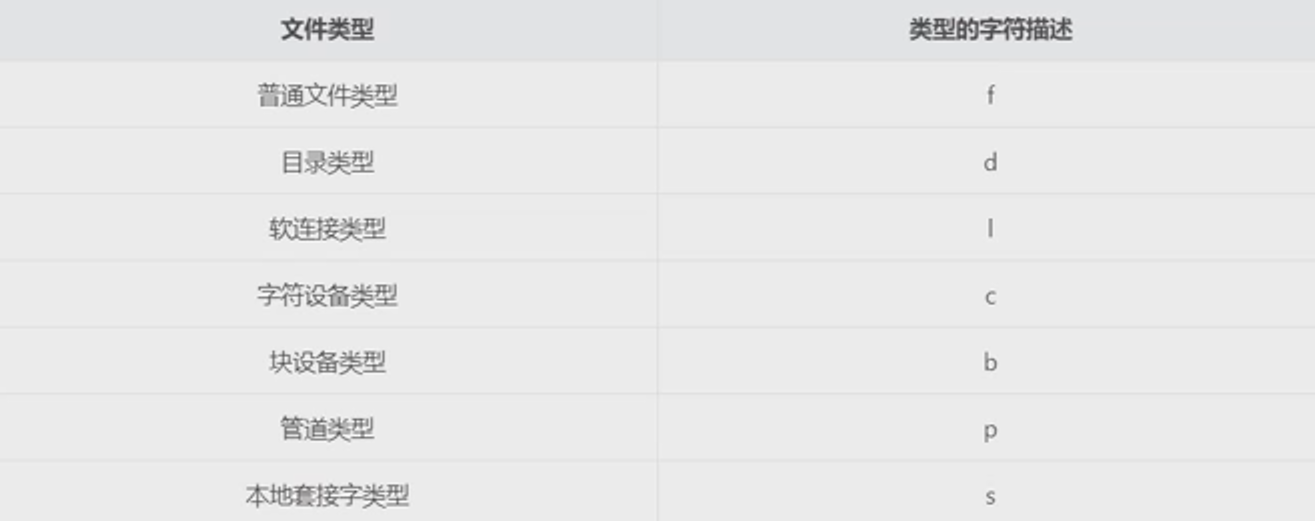 文件类型 类型的字符描述
普通文件类型 f
目录类型 d
软连接类型 l
字符设备类型 c
块设备类型 b
管道类型 p
本地套接字类型 s